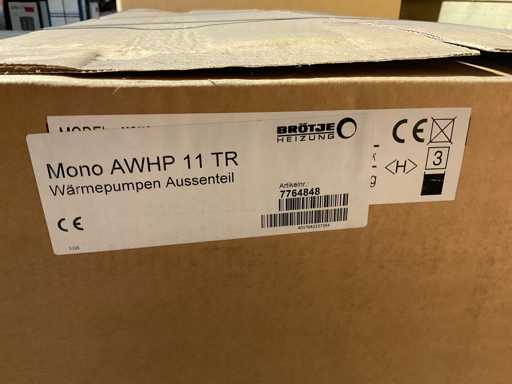 BRÖTJE
HEIZUNG
Mono AWHP 11 TR
Wärmepumpen Aussenteil
Artikelnr.
7764848
CE
CE
<H>
3
g